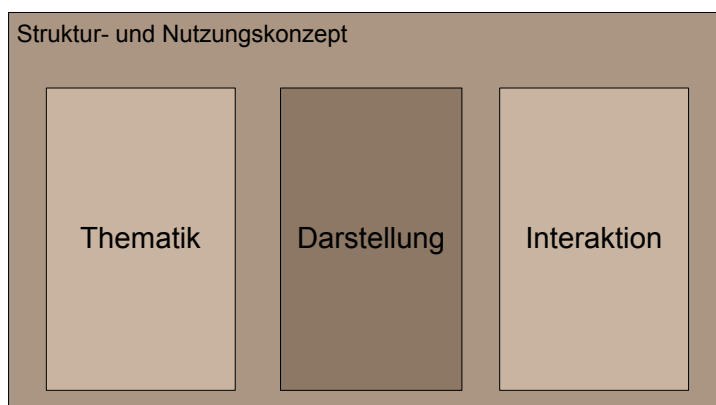 Struktur- und Nutzungskonzept
Thematik
Darstellung
Interaktion